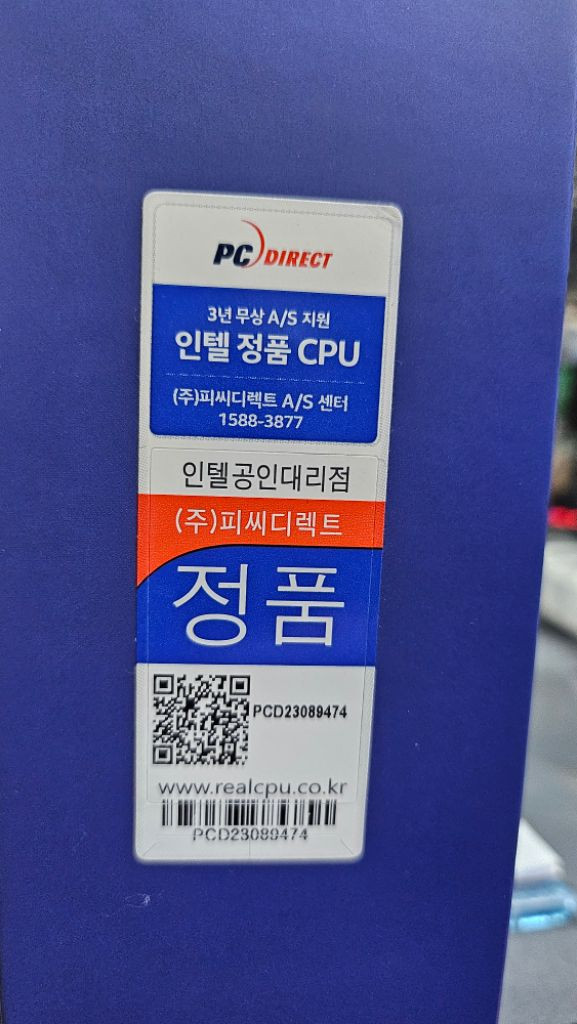 PC DIRECT
3년 무상 A/S 지원
인텔 정품 CPU
(주)피씨디렉트 A/S 센터
1588-3877
인텔공인대리점
(주)피씨디렉트
정품
PCD23089474
www.realcpu.co.kr
PCD23089474